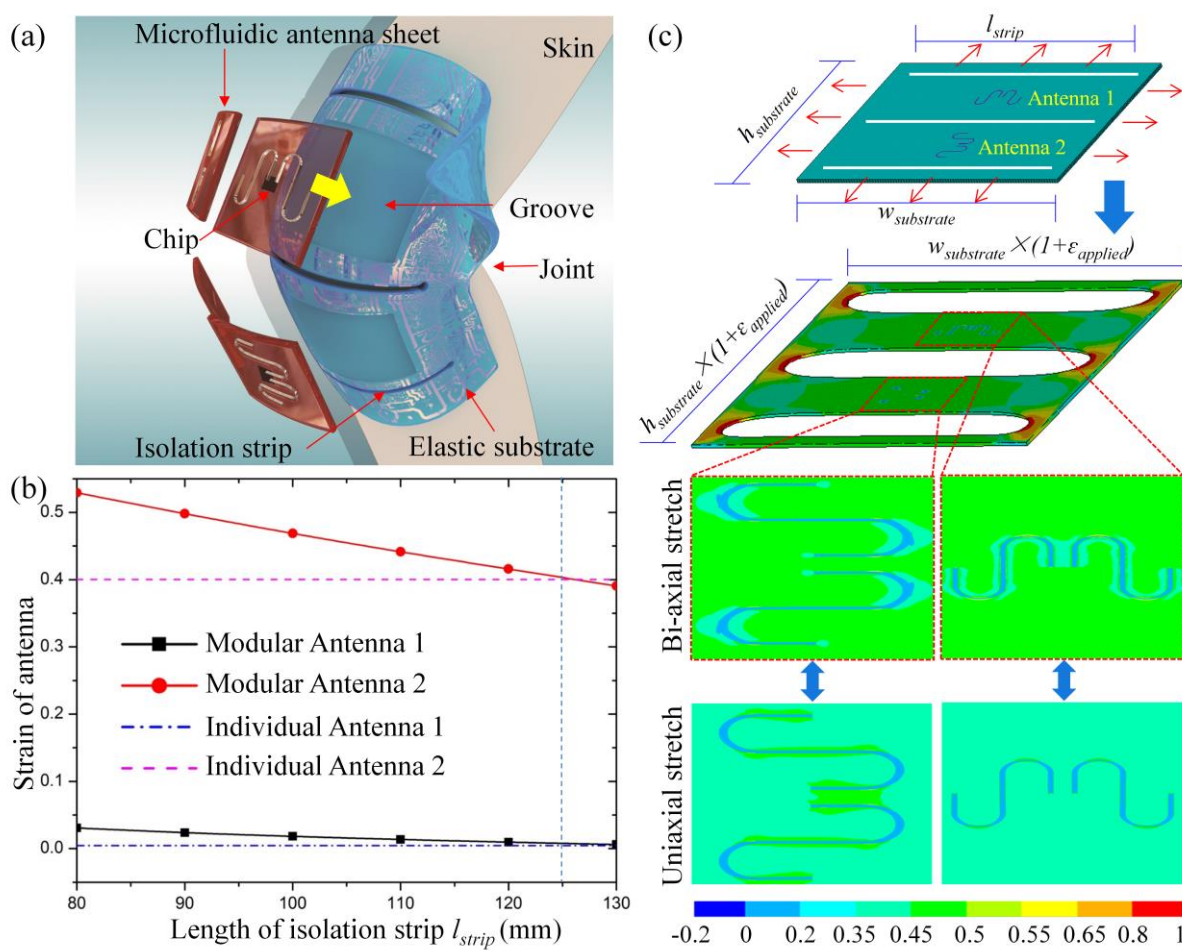 (a)
Microfluidic antenna sheet
Skin
Chip
Groove
Joint
Isolation strip
Elastic substrate
(b)
Strain of antenna
0.5
0.4
0.3
0.2
0.1
0.0
Modular Antenna 1
Modular Antenna 2
Individual Antenna 1
Individual Antenna 2
80 90 100 110 120 130
Length of isolation strip l_strip (mm)
(c)
l_strip
h_substrate
Antenna 1
Antenna 2
w_substrate
w_substrate×(1+ε_applied)
h_substrate×(1+ε_applied)
Bi-axial stretch
Uniaxial stretch
-0.2 0 0.2 0.35 0.45 0.5 0.55 0.65 0.8 1